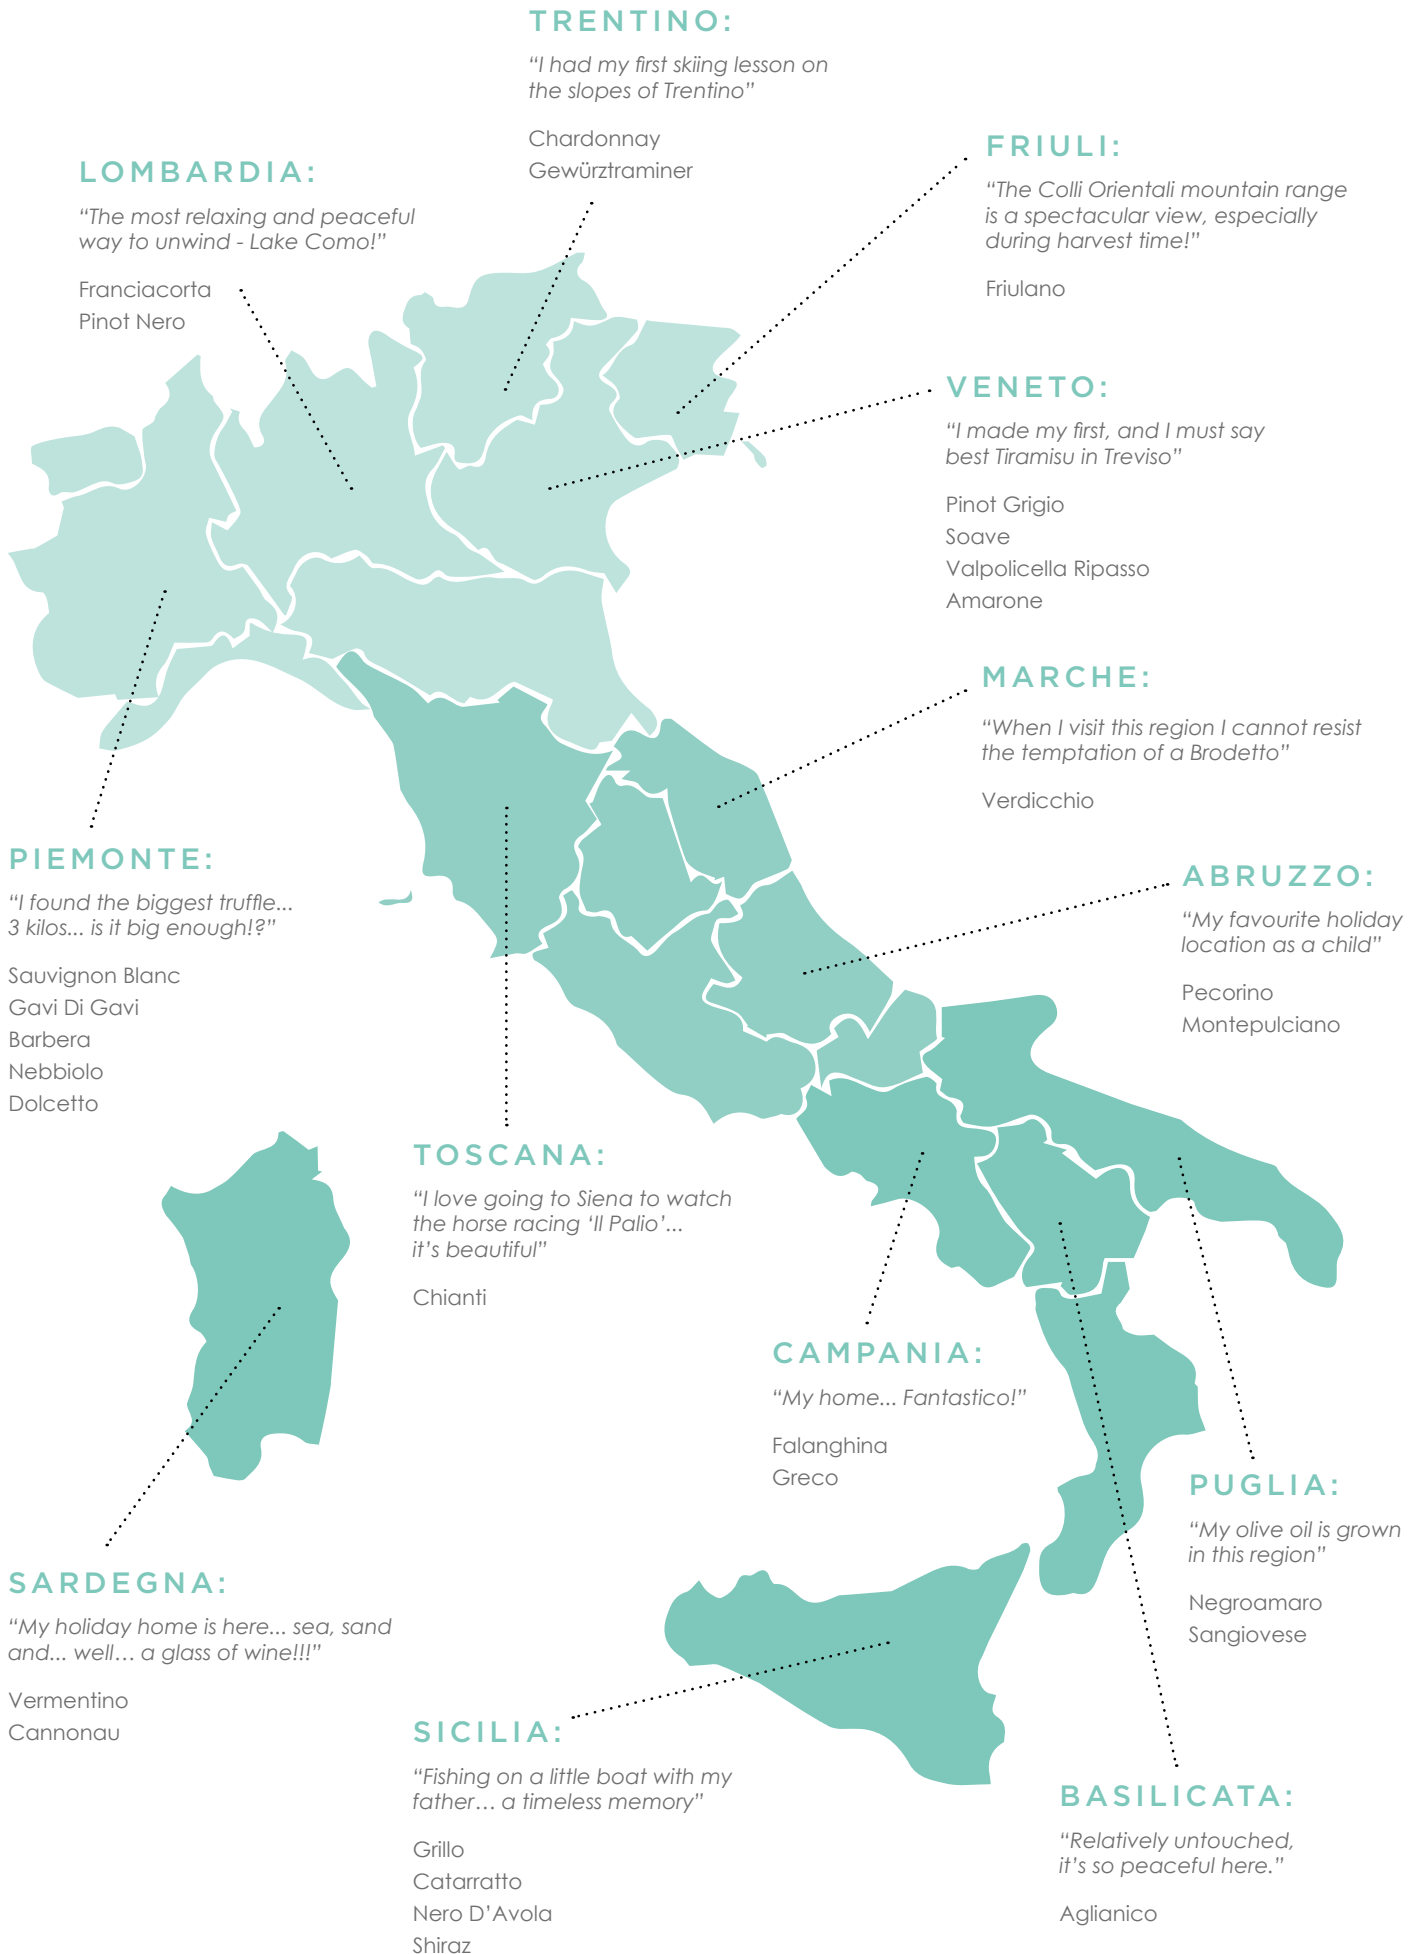 TRENTINO:
“I had my first skiing lesson on
the slopes of Trentino”
Chardonnay
Gewürztraminer
FRIULI:
“The Colli Orientali mountain range
is a spectacular view, especially
during harvest time!”
Friulano
LOMBARDIA:
“The most relaxing and peaceful
way to unwind - Lake Como!”
Franciacorta
Pinot Nero
VENETO:
“I made my first, and I must say
best Tiramisu in Treviso”
Pinot Grigio
Soave
Valpolicella Ripasso
Amarone
MARCHE:
“When I visit this region I cannot resist
the temptation of a Brodetto”
Verdicchio
PIEMONTE:
“I found the biggest truffle...
3 kilos... is it big enough!?”
Sauvignon Blanc
Gavi Di Gavi
Barbera
Nebbiolo
Dolcetto
ABRUZZO:
“My favourite holiday
location as a child”
Pecorino
Montepulciano
TOSCANA:
“I love going to Siena to watch
the horse racing ‘Il Palio’...
it’s beautiful”
Chianti
CAMPANIA:
“My home... Fantastico!”
Falanghina
Greco
PUGLIA:
“My olive oil is grown
in this region”
Negroamaro
Sangiovese
SARDEGNA:
“My holiday home is here... sea, sand
and... well... a glass of wine!!!”
Vermentino
Cannonau
SICILIA:
“Fishing on a little boat with my
father... a timeless memory”
Grillo
Catarratto
Nero D’Avola
Shiraz
BASILICATA:
“Relatively untouched,
it’s so peaceful here.”
Aglianico